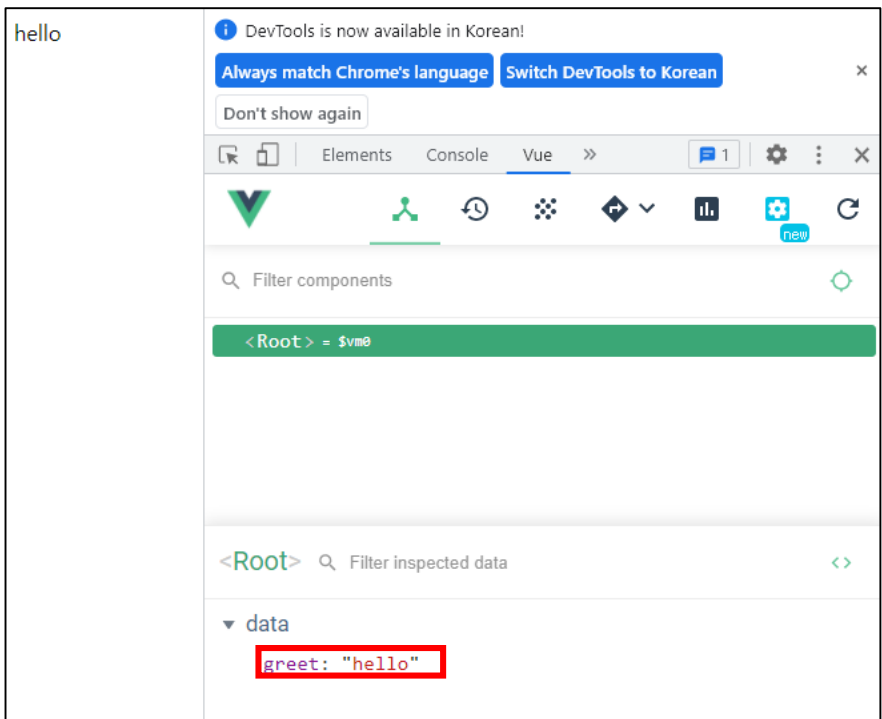 hello
DevTools is now available in Korean!
Always match Chrome's language Switch DevTools to Korean
Don't show again
Elements Console Vue 1
new
Filter components
<Root> = $vm0
<Root> Filter inspected data
data
greet: "hello"